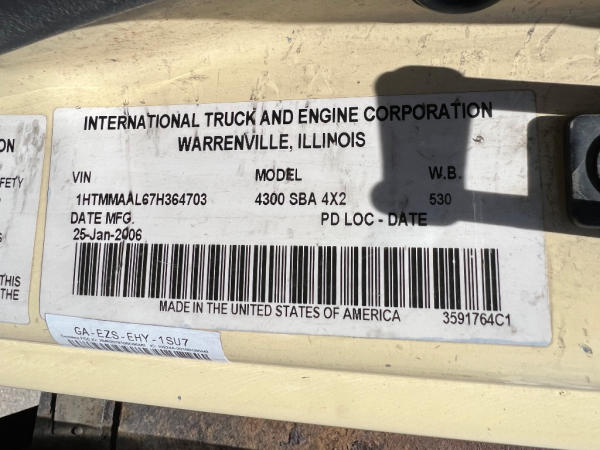 INTERNATIONAL TRUCK AND ENGINE CORPORATION
WARRENVILLE, ILLINOIS
VIN MODEL W.B.
1HTMMAAL67H364703 4300 SBA 4X2 530
DATE MFG. PD LOC - DATE
25-Jan-2006
MADE IN THE UNITED STATES OF AMERICA 3591764C1
GA-EZS-EHY-1SU7
ON
FETY
THIS
THE